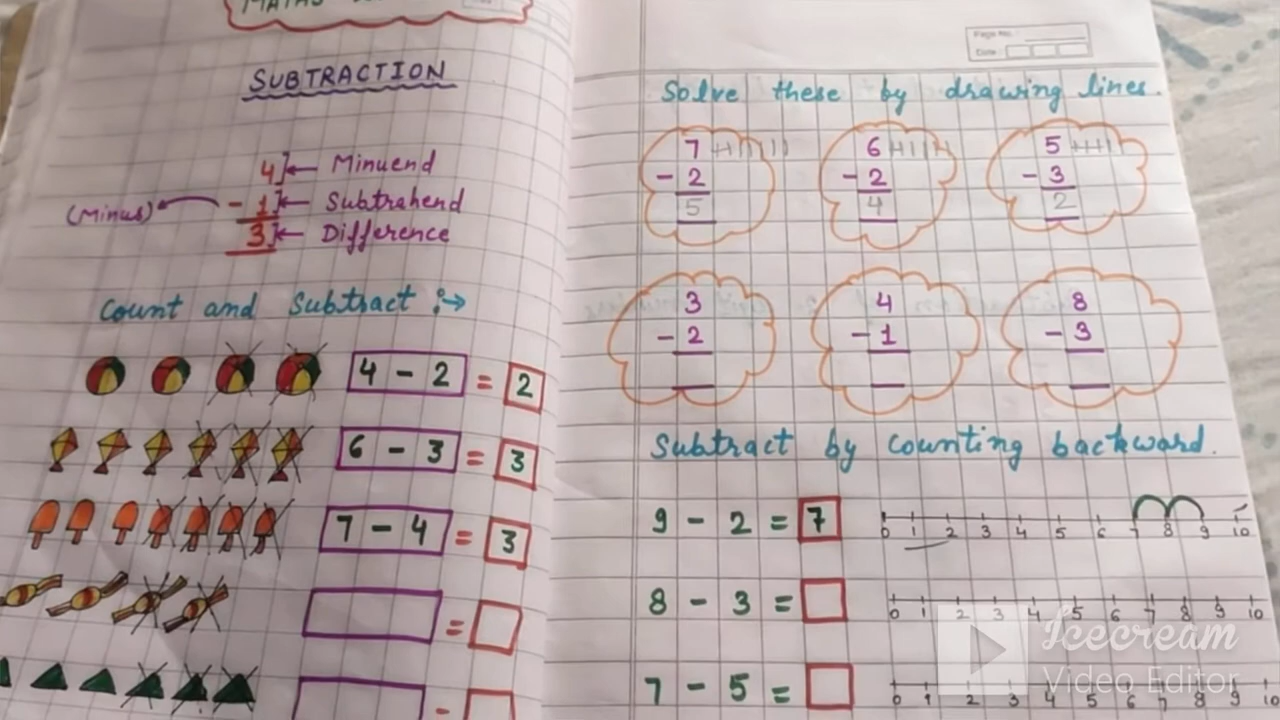 MATHS
SUBTRACTION
4 ← Minuend
(Minus) ← - 1 ← Subtrahend
3 ← Difference
Count and Subtract :→
4 - 2 = 2
6 - 3 = 3
7 - 4 = 3
=
Page No.
Date
Solve these by drawing lines.
7 6 5
- 2 - 2 - 3
5 4 2
3 4 8
- 2 - 1 - 3
Subtract by counting backward.
9 - 2 = 7
0 1 2 3 4 5 6 7 8 9 10
8 - 3 =
0 1 2 3 4 5 6 7 8 9 10
7 - 5 =
0 1 2 3 4 5 6 7 8 9 10
Icecream
Video Editor